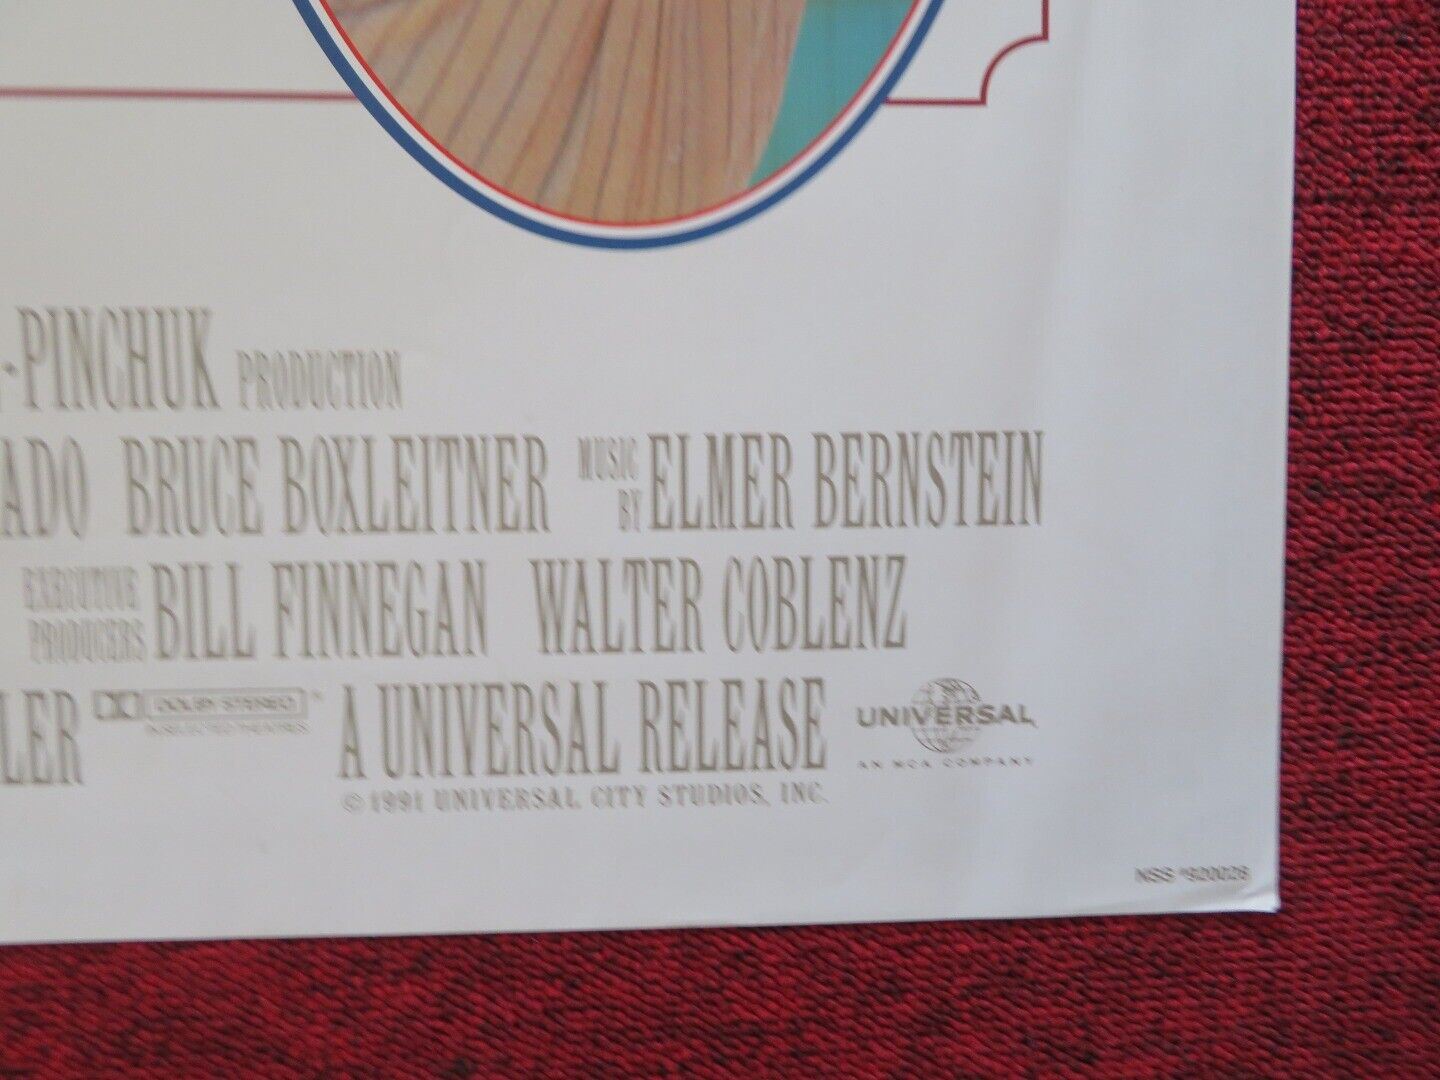 -PINCHUK PRODUCTION
ADO BRUCE BOXLEITNER MUSIC BY ELMER BERNSTEIN
EXECUTIVE PRODUCERS BILL FINNEGAN WALTER COBLENZ
LER DOLBY STEREO A UNIVERSAL RELEASE UNIVERSAL
IN SELECTED THEATRES AN MCA COMPANY
© 1991 UNIVERSAL CITY STUDIOS, INC.
NSS #920028